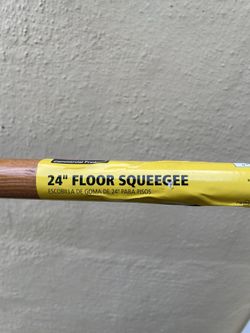 24" FLOOR SQUEEGEE
ESCOBILLA DE GOMA DE 24" PARA PISOS